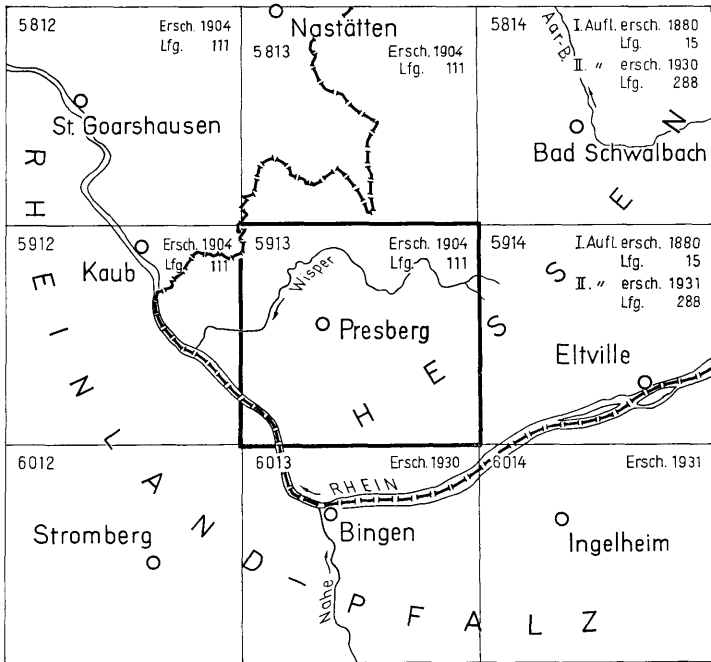 5812
Ersch. 1904
Lfg. 111
St. Goarshausen
Nastätten
5813
Ersch. 1904
Lfg. 111
5814
I. Aufl. ersch. 1880
Lfg. 15
II. " ersch. 1930
Lfg. 288
Aar-B.
Bad Schwalbach
5912
Ersch. 1904
Lfg. 111
Kaub
5913
Ersch. 1904
Lfg. 111
Wisper
Presberg
5914
I. Aufl. ersch. 1880
Lfg. 15
II. " ersch. 1931
Lfg. 288
Eltville
HESSEN
6012
Stromberg
6013
Ersch. 1930
RHEIN
Bingen
Nahe
6014
Ersch. 1931
Ingelheim
RHEINLAND-PFALZ